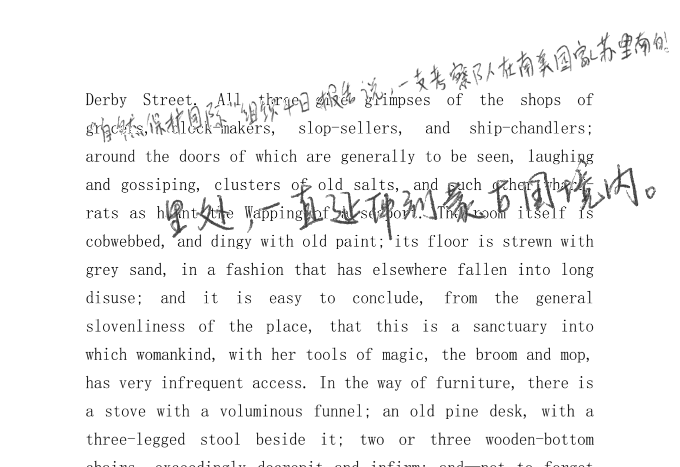 自然保护团队"组织十日报告说,一支考察队在南美国家苏里南的
Derby Street. All three give glimpses of the shops of
grocers, block-makers, slop-sellers, and ship-chandlers;
around the doors of which are generally to be seen, laughing
and gossiping, clusters of old salts, and such other wharf-
里处,一直延伸到蒙古国境内。
rats as haunt the Wapping of a seaport. The room itself is
cobwebbed, and dingy with old paint; its floor is strewn with
grey sand, in a fashion that has elsewhere fallen into long
disuse; and it is easy to conclude, from the general
slovenliness of the place, that this is a sanctuary into
which womankind, with her tools of magic, the broom and mop,
has very infrequent access. In the way of furniture, there is
a stove with a voluminous funnel; an old pine desk, with a
three-legged stool beside it; two or three wooden-bottom
chairs, exceedingly decrepit and infirm; and—not to forget